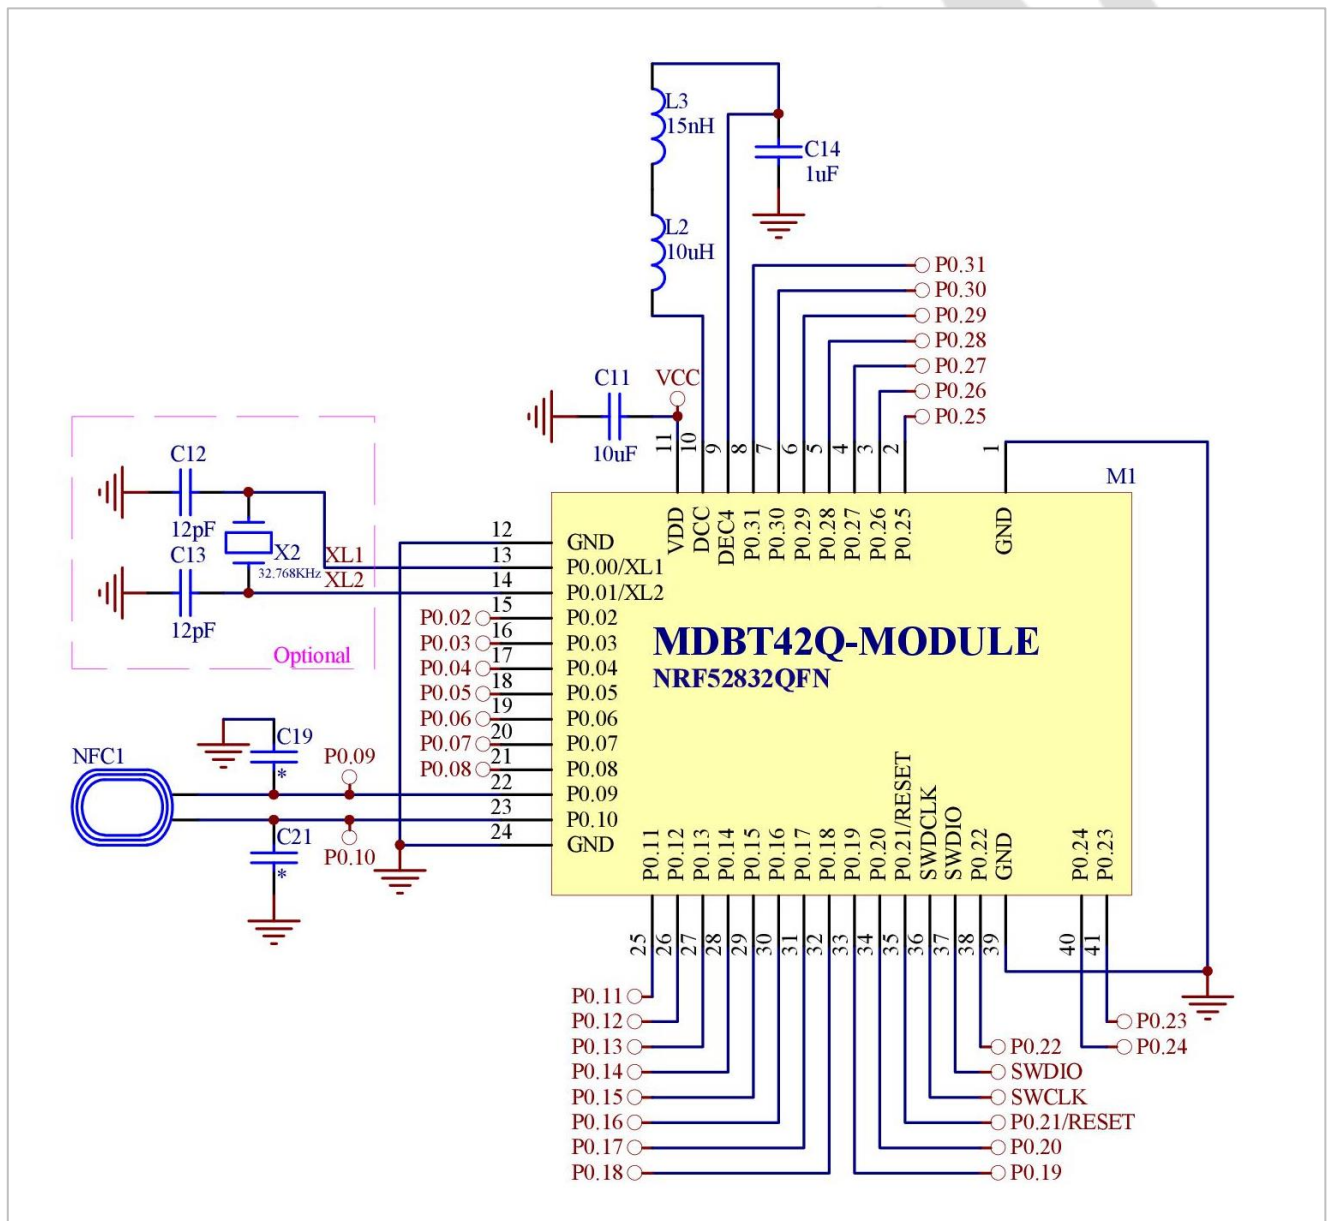 L3
15nH
C14
1uF
L2
10uH
P0.31
P0.30
P0.29
P0.28
P0.27
P0.26
P0.25
C11
VCC
10uF
11
10
9
8
7
6
5
4
3
2
1
M1
C12
12pF
C13
12pF
X2
32.768KHz
XL1
XL2
Optional
VDD
DCC
DEC4
P0.31
P0.30
P0.29
P0.28
P0.27
P0.26
P0.25
GND
12 GND
13 P0.00/XL1
14 P0.01/XL2
P0.02 15 P0.02
P0.03 16 P0.03
P0.04 17 P0.04
P0.05 18 P0.05
P0.06 19 P0.06
P0.07 20 P0.07
P0.08 21 P0.08
22 P0.09
23 P0.10
24 GND
MDBT42Q-MODULE
NRF52832QFN
NFC1
C19
*
P0.09
C21
*
P0.10
P0.11
P0.12
P0.13
P0.14
P0.15
P0.16
P0.17
P0.18
P0.19
P0.20
P0.21/RESET
SWDCLK
SWDIO
P0.22
GND
P0.24
P0.23
25
26
27
28
29
30
31
32
33
34
35
36
37
38
39
40
41
P0.11
P0.12
P0.13
P0.14
P0.15
P0.16
P0.17
P0.18
P0.23
P0.24
P0.22
SWDIO
SWCLK
P0.21/RESET
P0.20
P0.19